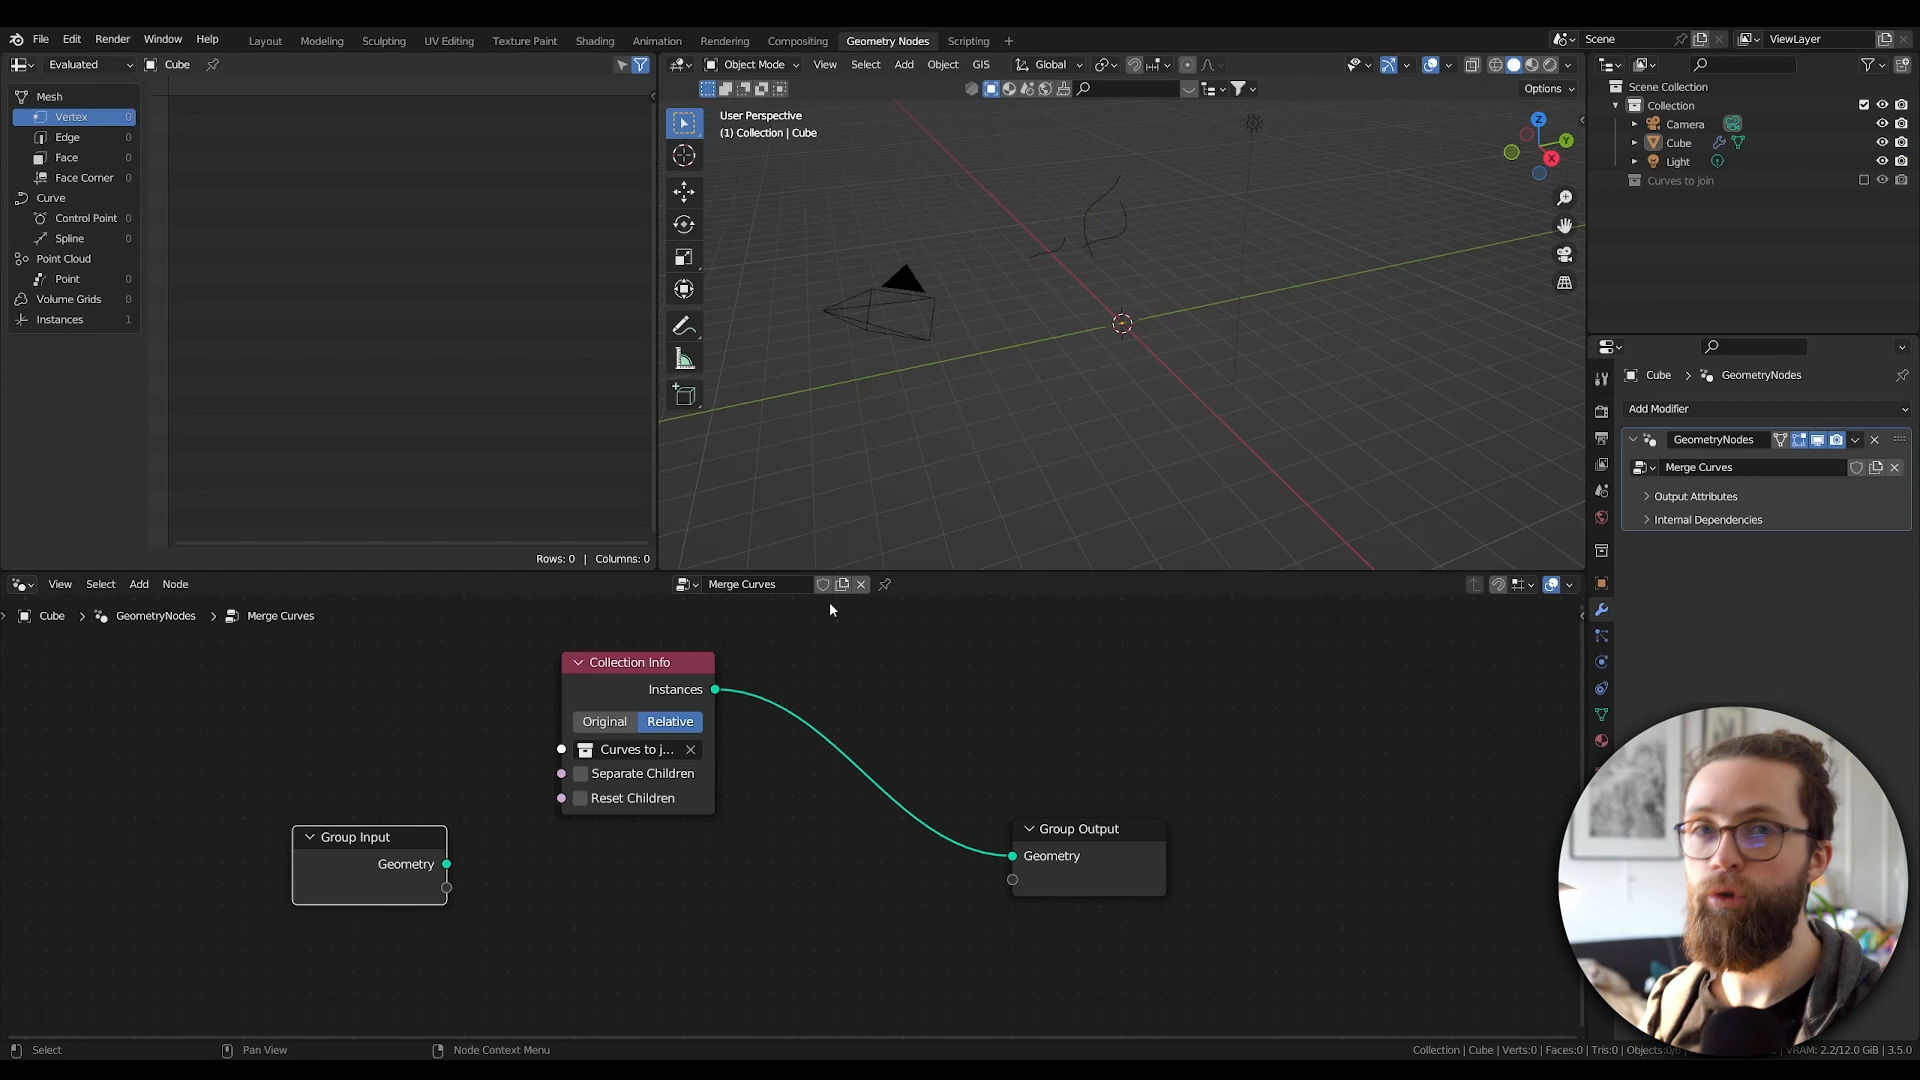 File Edit Render Window Help
Layout Modeling Sculpting UV Editing Texture Paint Shading Animation Rendering Compositing Geometry Nodes Scripting +
Scene
ViewLayer
Evaluated
Cube
Object Mode View Select Add Object GIS
Global
Options
Mesh
Vertex 0
Edge 0
Face 0
Face Corner 0
Curve
Control Point 0
Spline 0
Point Cloud
Point 0
Volume Grids 0
Instances 1
Rows: 0 | Columns: 0
User Perspective
(1) Collection | Cube
Z
Y
X
Scene Collection
Collection
Camera
Cube
Light
Curves to join
Cube > GeometryNodes
Add Modifier
GeometryNodes
Merge Curves
Output Attributes
Internal Dependencies
View Select Add Node
Merge Curves
Cube > GeometryNodes > Merge Curves
Collection Info
Instances
Original Relative
Curves to j...
Separate Children
Reset Children
Group Input
Geometry
Group Output
Geometry
Select
Pan View
Node Context Menu
Collection | Cube | Verts:0 | Faces:0 | Tris:0 | Objects:0/6
VRAM: 2.2/12.0 GiB | 3.5.0